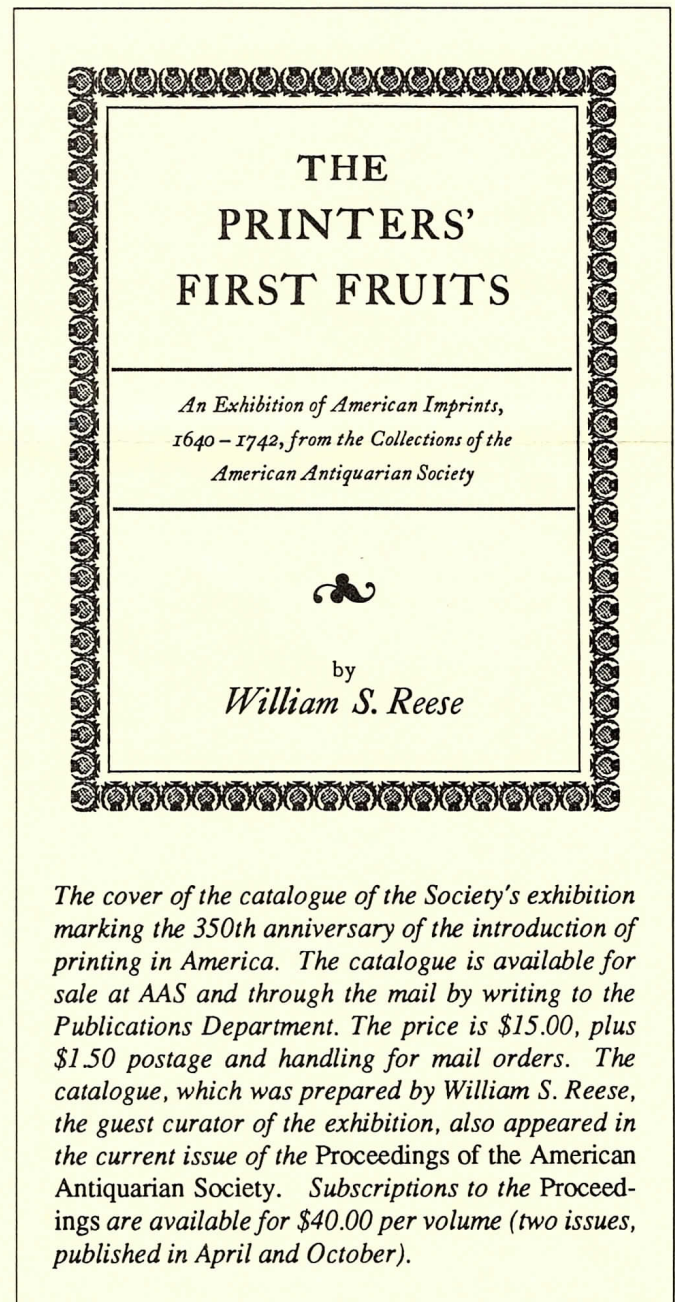 THE
PRINTERS'
FIRST FRUITS
An Exhibition of American Imprints,
1640 – 1742, from the Collections of the
American Antiquarian Society
by
William S. Reese
The cover of the catalogue of the Society's exhibition
marking the 350th anniversary of the introduction of
printing in America. The catalogue is available for
sale at AAS and through the mail by writing to the
Publications Department. The price is $15.00, plus
$1.50 postage and handling for mail orders. The
catalogue, which was prepared by William S. Reese,
the guest curator of the exhibition, also appeared in
the current issue of the Proceedings of the American
Antiquarian Society. Subscriptions to the Proceed-
ings are available for $40.00 per volume (two issues,
published in April and October).